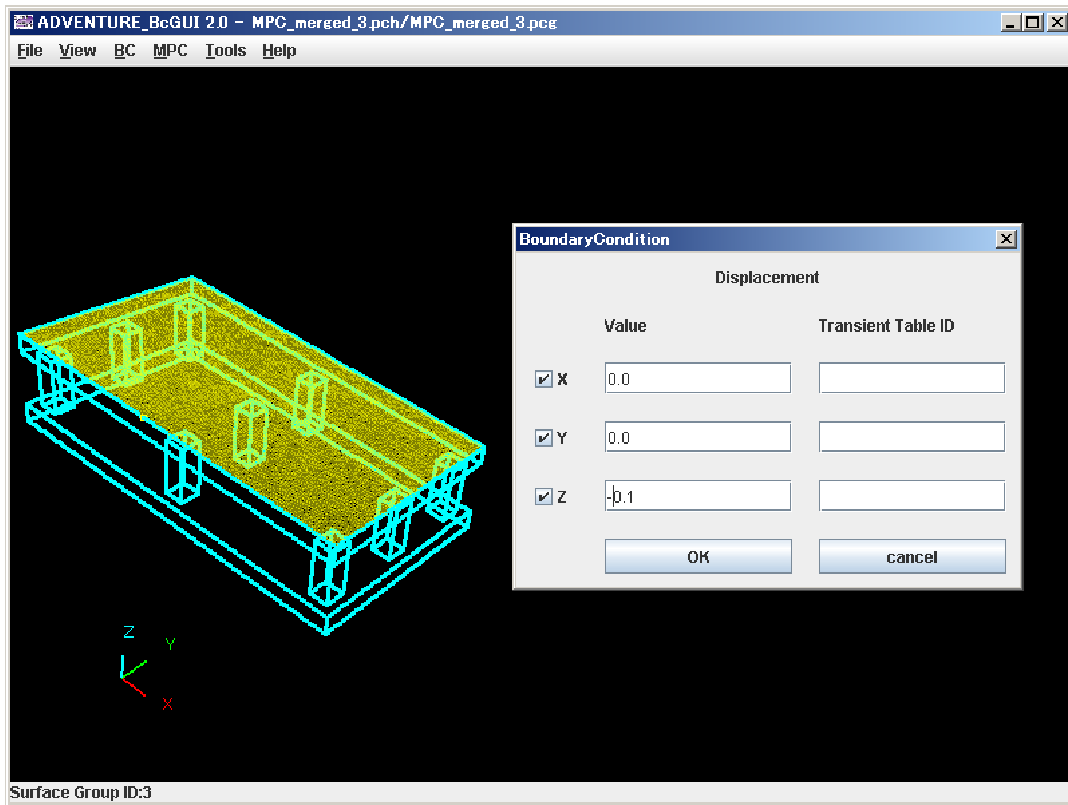 ADVENTURE_BcGUI 2.0 - MPC_merged_3.pch/MPC_merged_3.pcg
File View BC MPC Tools Help
BoundaryCondition
Displacement
Value Transient Table ID
X 0.0
Y 0.0
Z -0.1
OK cancel
Z
Y
X
Surface Group ID:3